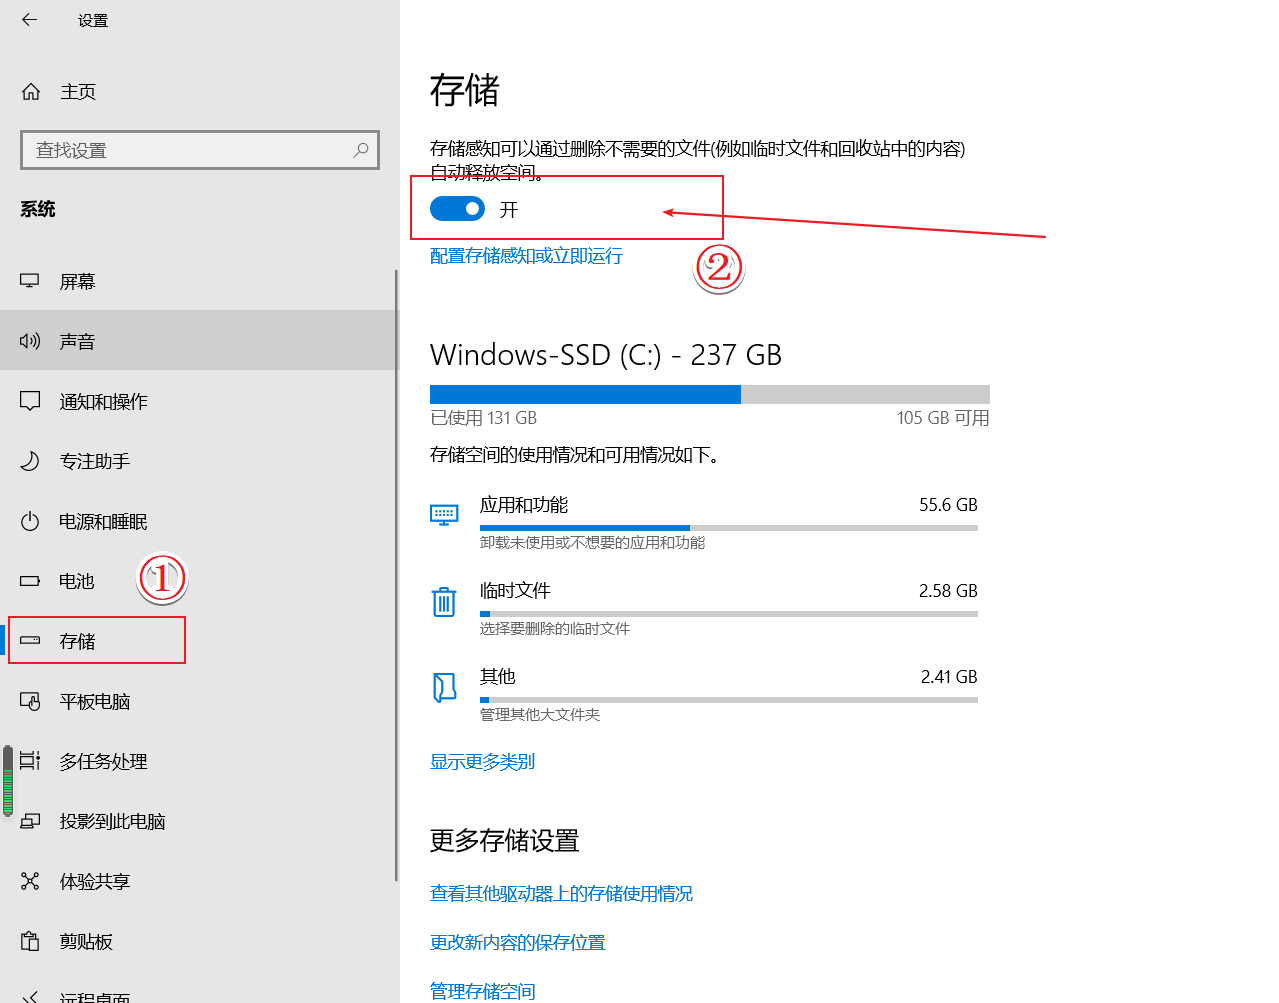 设置
主页
查找设置
系统
屏幕
声音
通知和操作
专注助手
电源和睡眠
电池
①
存储
平板电脑
多任务处理
投影到此电脑
体验共享
剪贴板
远程桌面
存储
存储感知可以通过删除不需要的文件(例如临时文件和回收站中的内容)
自动释放空间。
开
配置存储感知或立即运行
②
Windows-SSD (C:) - 237 GB
已使用 131 GB
105 GB 可用
存储空间的使用情况和可用情况如下。
应用和功能
55.6 GB
卸载未使用或不想要的应用和功能
临时文件
2.58 GB
选择要删除的临时文件
其他
2.41 GB
管理其他大文件夹
显示更多类别
更多存储设置
查看其他驱动器上的存储使用情况
更改新内容的保存位置
管理存储空间